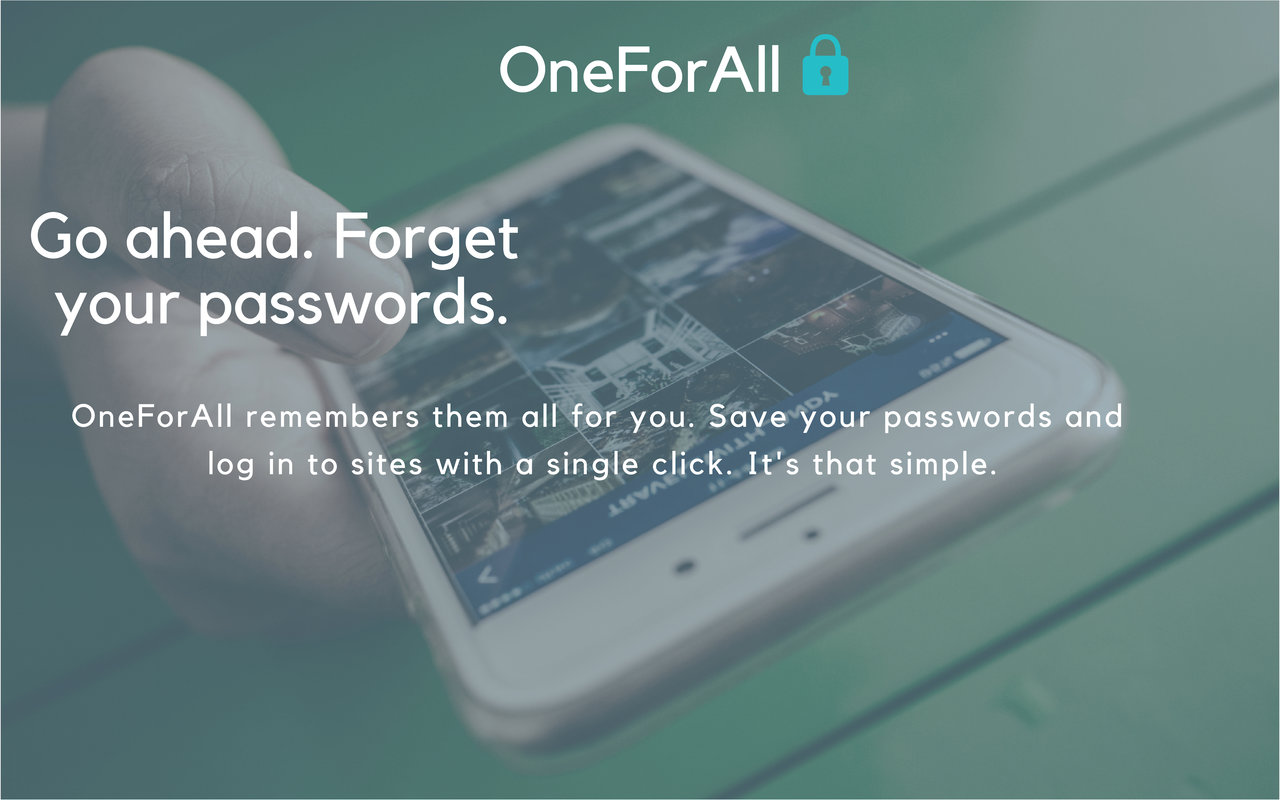 OneForAll
Go ahead. Forget
your passwords.
OneForAll remembers them all for you. Save your passwords and
log in to sites with a single click. It's that simple.